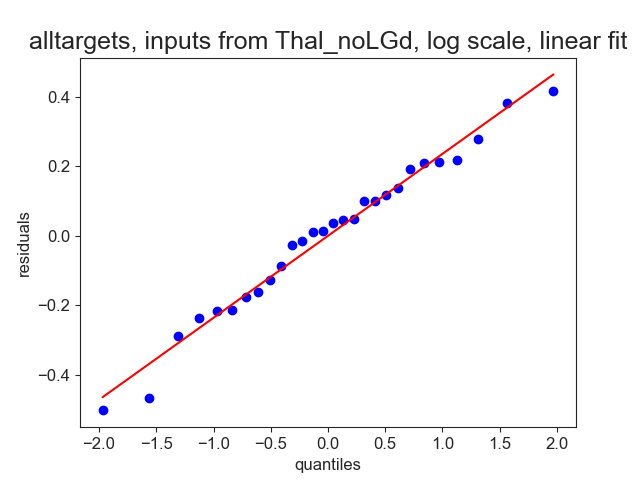 alltargets, inputs from Thal_noLGd, log scale, linear fit
0.4
0.2
0.0
−0.2
−0.4
residuals
−2.0 −1.5 −1.0 −0.5 0.0 0.5 1.0 1.5 2.0
quantiles